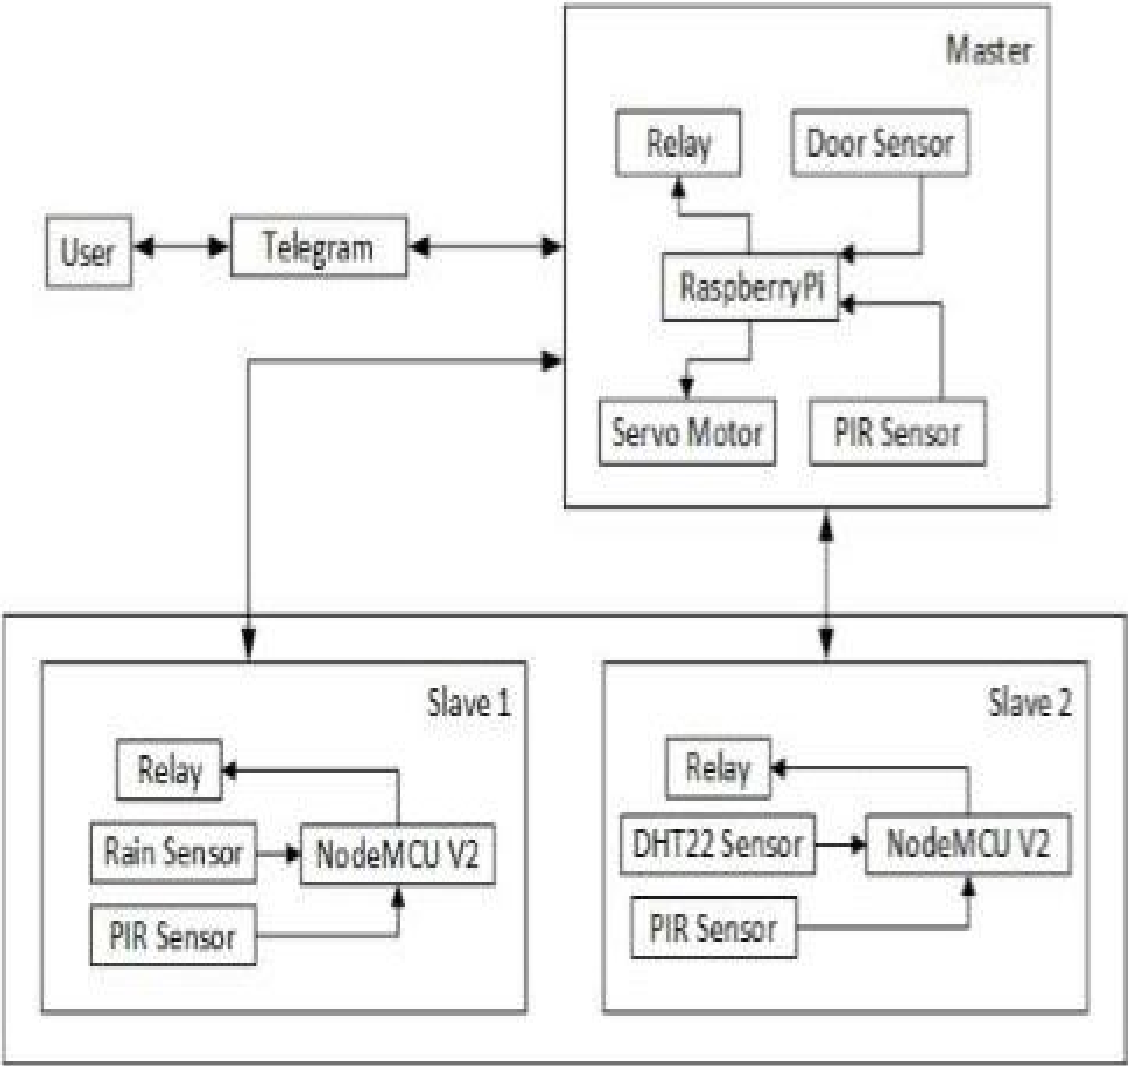 Master
Relay
Door Sensor
User
Telegram
RaspberryPi
Servo Motor
PIR Sensor
Slave 1
Relay
Rain Sensor
NodeMCU V2
PIR Sensor
Slave 2
Relay
DHT22 Sensor
NodeMCU V2
PIR Sensor